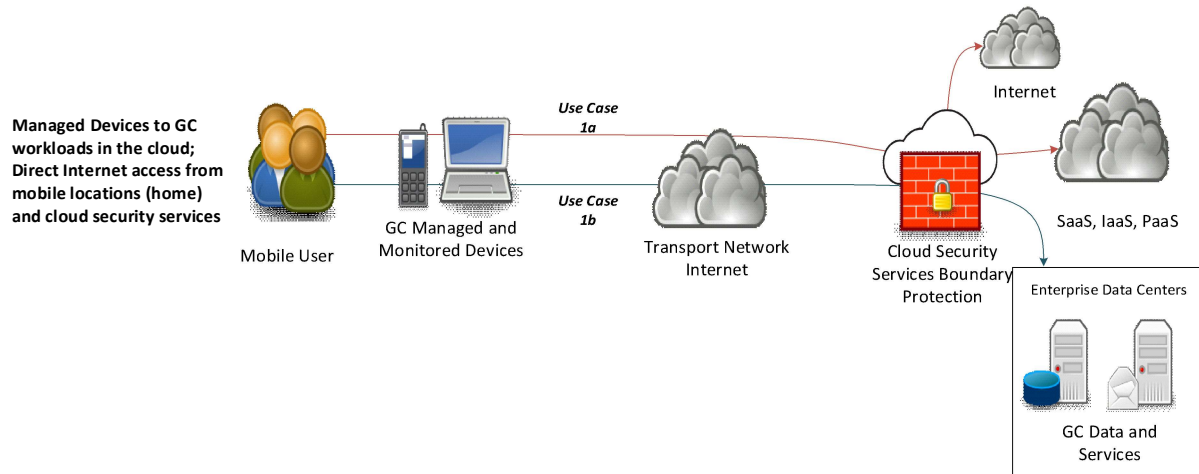 Managed Devices to GC
workloads in the cloud;
Direct Internet access from
mobile locations (home)
and cloud security services
Mobile User
GC Managed and
Monitored Devices
Use Case
1a
Use Case
1b
Transport Network
Internet
Cloud Security
Services Boundary
Protection
Internet
SaaS, IaaS, PaaS
Enterprise Data Centers
GC Data and
Services